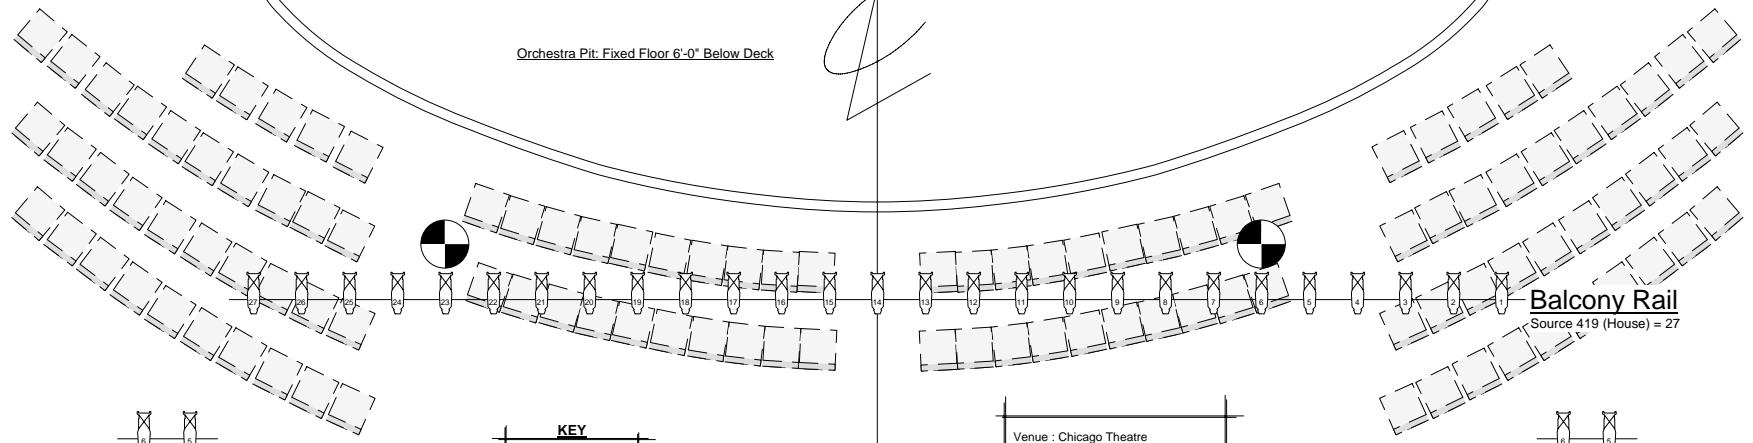 Orchestra Pit: Fixed Floor 6'-0" Below Deck
27 26 25 24 23 22 21 20 19 18 17 16 15 14 13 12 11 10 9 8 7 6 5 4 3 2 1
Balcony Rail
Source 419 (House) = 27
6 5
KEY
Venue : Chicago Theatre
6 5